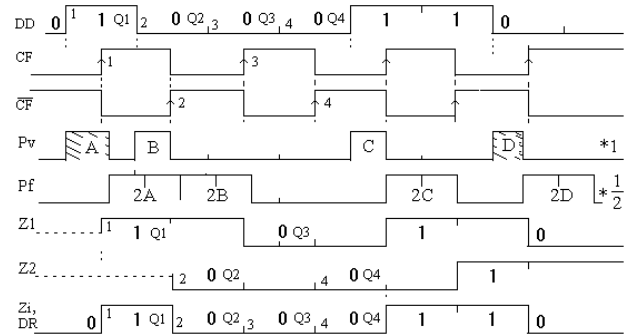 DD 0 1 1 Q1 2 0 Q2 3 0 Q3 4 0 Q4 1 1 0
CF 1 3
CF 2 4
Pv A B C D *1
Pf 2A 2B 2C 2D * 1/2
Z1 1 1 Q1 0 Q3 1 0
Z2 2 0 Q2 4 0 Q4 1
Zi, DR 0 1 1 Q1 2 0 Q2 3 0 Q3 4 0 Q4 1 1 0